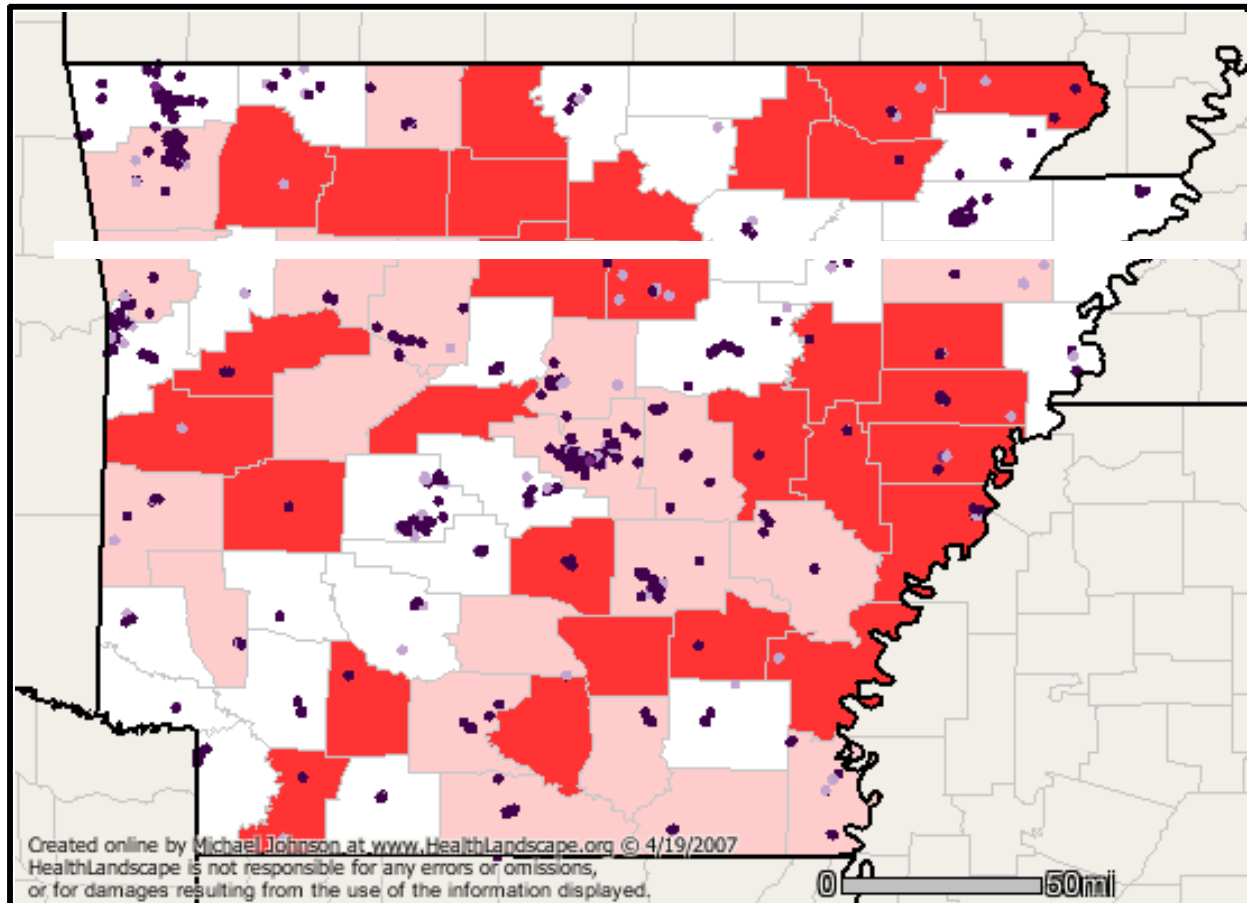 Created online by Michael Johnson at www.HealthLandscape.org © 4/19/2007
HealthLandscape is not responsible for any errors or omissions,
or for damages resulting from the use of the information displayed.
0 50mi